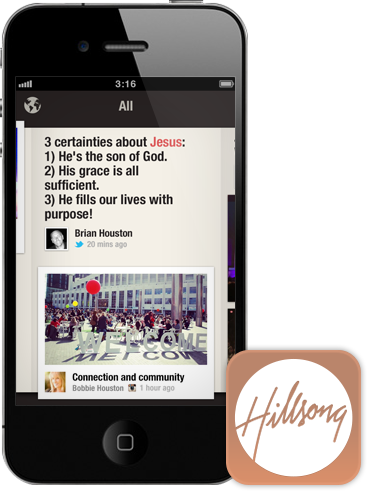 3:16
All
3 certainties about Jesus:
1) He's the son of God.
2) His grace is all
sufficient.
3) He fills our lives with
purpose!
Brian Houston
20 mins ago
WELCOME
Connection and community
Bobbie Houston
1 hour ago
Hillsong